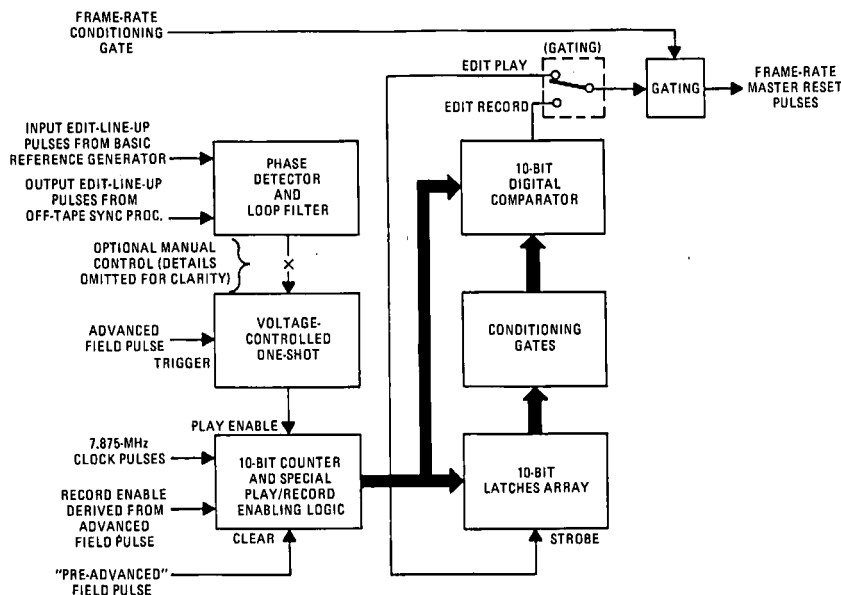 FRAME-RATE
CONDITIONING
GATE
(GATING)
EDIT PLAY
EDIT RECORD
GATING
FRAME-RATE
MASTER RESET
PULSES
INPUT EDIT-LINE-UP
PULSES FROM BASIC
REFERENCE GENERATOR
OUTPUT EDIT-LINE-UP
PULSES FROM
OFF-TAPE SYNC PROC.
PHASE
DETECTOR
AND
LOOP FILTER
10-BIT
DIGITAL
COMPARATOR
OPTIONAL MANUAL
CONTROL (DETAILS
OMITTED FOR CLARITY)
X
ADVANCED
FIELD PULSE
TRIGGER
VOLTAGE-
CONTROLLED
ONE-SHOT
CONDITIONING
GATES
PLAY ENABLE
7.875-MHz
CLOCK PULSES
RECORD ENABLE
DERIVED FROM
ADVANCED
FIELD PULSE
10-BIT COUNTER
AND SPECIAL
PLAY/RECORD
ENABLING LOGIC
10-BIT
LATCHES ARRAY
CLEAR
STROBE
"PRE-ADVANCED"
FIELD PULSE